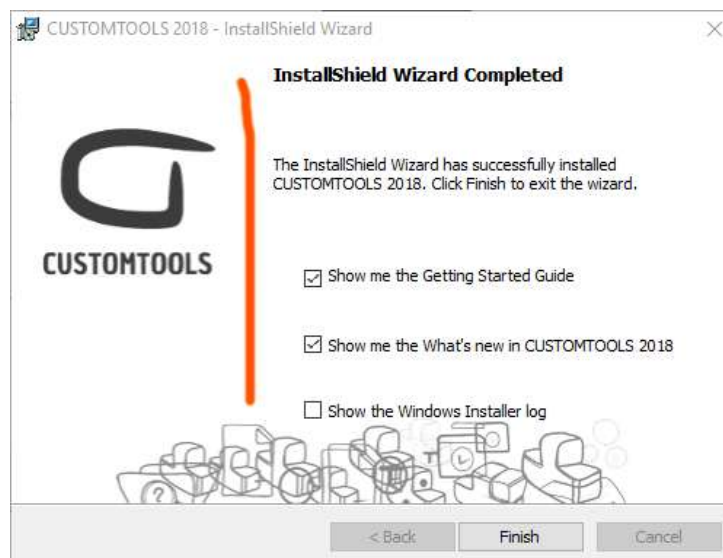 CUSTOMTOOLS 2018 - InstallShield Wizard
InstallShield Wizard Completed
The InstallShield Wizard has successfully installed
CUSTOMTOOLS 2018. Click Finish to exit the wizard.
CUSTOMTOOLS
Show me the Getting Started Guide
Show me the What's new in CUSTOMTOOLS 2018
Show the Windows Installer log
?
L
< Back
Finish
Cancel